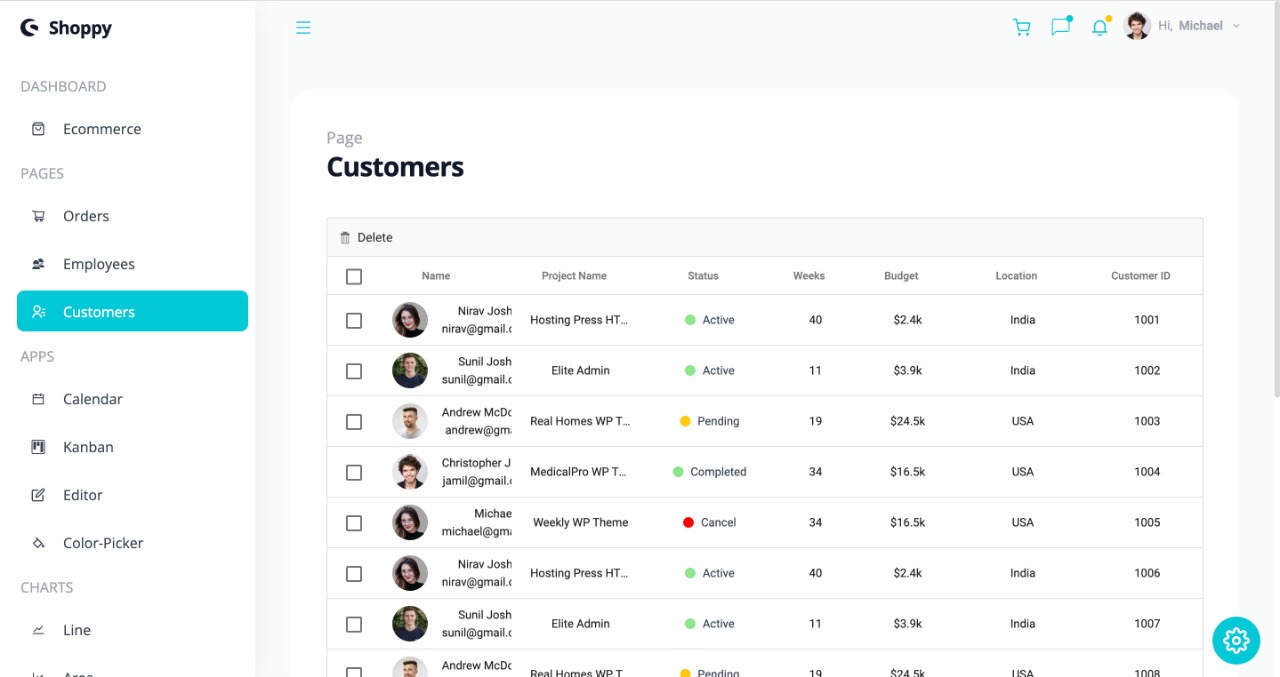 Shoppy
Hi, Michael
DASHBOARD
Ecommerce
PAGES
Orders
Employees
Customers
APPS
Calendar
Kanban
Editor
Color-Picker
CHARTS
Line
Area
Page
Customers
Delete
Name Project Name Status Weeks Budget Location Customer ID
Nirav Josh
nirav@gmail.c
Hosting Press HT... Active 40 $2.4k India 1001
Sunil Josh
sunil@gmail.c
Elite Admin Active 11 $3.9k India 1002
Andrew McDo
andrew@gm
Real Homes WP T... Pending 19 $24.5k USA 1003
Christopher J
jamil@gmail.c
MedicalPro WP T... Completed 34 $16.5k USA 1004
Michae
michael@gm
Weekly WP Theme Cancel 34 $16.5k USA 1005
Nirav Josh
nirav@gmail.c
Hosting Press HT... Active 40 $2.4k India 1006
Sunil Josh
sunil@gmail.c
Elite Admin Active 11 $3.9k India 1007
Andrew McDo
Real Homes WP T... Pending 19 $24.5k USA 1008